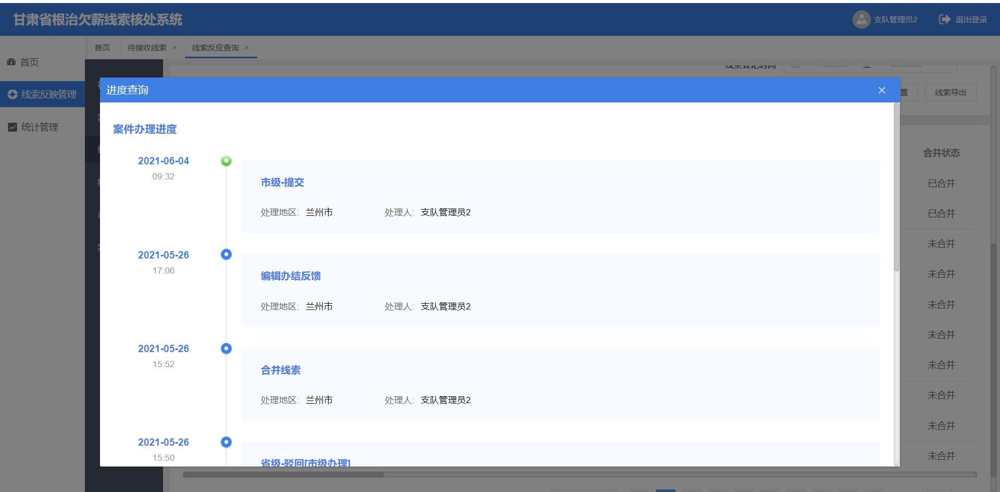 甘肃省根治欠薪线索核处系统
支队管理员2
退出登录
首页
待接收线索
线索反应查询
首页
线索反映管理
统计管理
线索登记时间
至
置
线索导出
进度查询
案件办理进度
2021-06-04
09:32
市级-提交
处理地区: 兰州市 处理人: 支队管理员2
2021-05-26
17:06
编辑办结反馈
处理地区: 兰州市 处理人: 支队管理员2
2021-05-26
15:52
合并线索
处理地区: 兰州市 处理人: 支队管理员2
2021-05-26
15:50
省级-驳回[市级办理]
合并状态
已合并
已合并
未合并
未合并
未合并
未合并
未合并
未合并
未合并
未合并